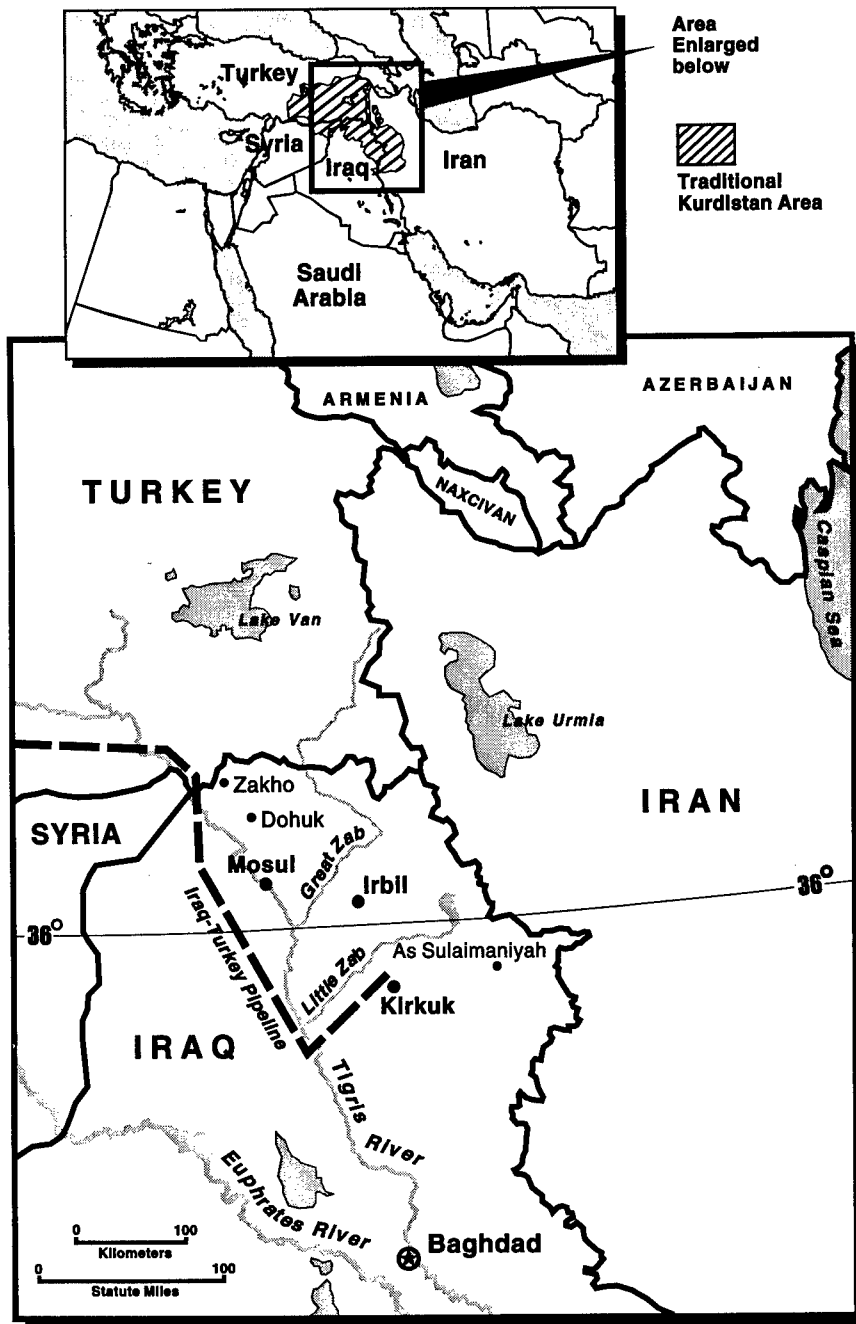 Area
Enlarged
below
Turkey
Syria
Iraq
Iran
Saudi
Arabia
Traditional
Kurdistan Area
ARMENIA
AZERBAIJAN
TURKEY
NAXCIVAN
Caspian Sea
Lake Van
Lake Urmia
Zakho
IRAN
SYRIA
Dohuk
Mosul
Great Zab
Irbil
36°
36°
Iraq-Turkey Pipeline
As Sulaimaniyah
Little Zab
Kirkuk
IRAQ
Tigris
River
Euphrates River
Baghdad
0 100
Kilometers
0 100
Statute Miles